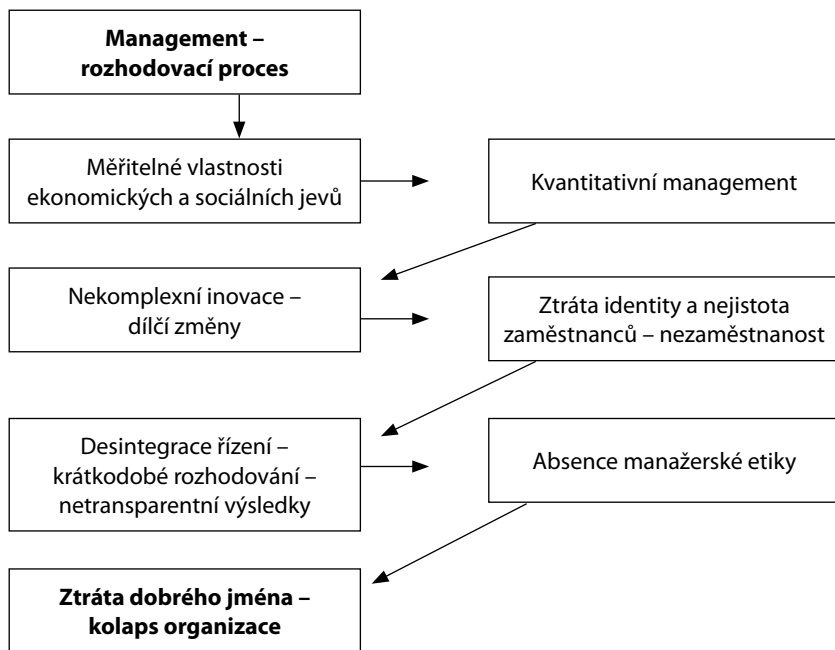 Management –
rozhodovací proces
Měřitelné vlastnosti
ekonomických a sociálních jevů
Kvantitativní management
Nekomplexní inovace –
dílčí změny
Ztráta identity a nejistota
zaměstnanců – nezaměstnanost
Desintegrace řízení –
krátkodobé rozhodování –
netransparentní výsledky
Absence manažerské etiky
Ztráta dobrého jména –
kolaps organizace